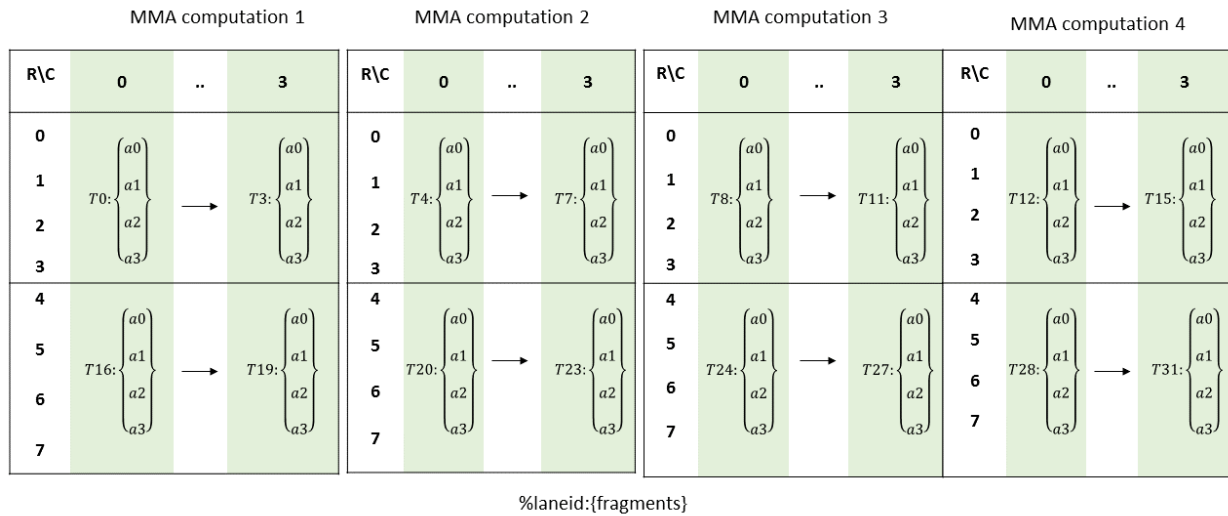 MMA computation 1 MMA computation 2 MMA computation 3 MMA computation 4
R\C 0 .. 3 R\C 0 .. 3 R\C 0 .. 3 R\C 0 .. 3
0 a0 a0 0 a0 a0 0 a0 a0 0 a0 a0
1 a1 a1 1 a1 a1 1 a1 a1 1 a1 a1
T0: T3: T4: T7: T8: T11: T12: T15:
2 a2 a2 2 a2 a2 2 a2 a2 2 a2 a2
3 a3 a3 3 a3 a3 3 a3 a3 3 a3 a3
4 a0 a0 4 a0 a0 4 a0 a0 4 a0 a0
5 a1 a1 5 a1 a1 5 a1 a1 5 a1 a1
T16: T19: T20: T23: T24: T27: T28: T31:
6 a2 a2 6 a2 a2 6 a2 a2 6 a2 a2
7 a3 a3 7 a3 a3 7 a3 a3 7 a3 a3
%laneid:{fragments}